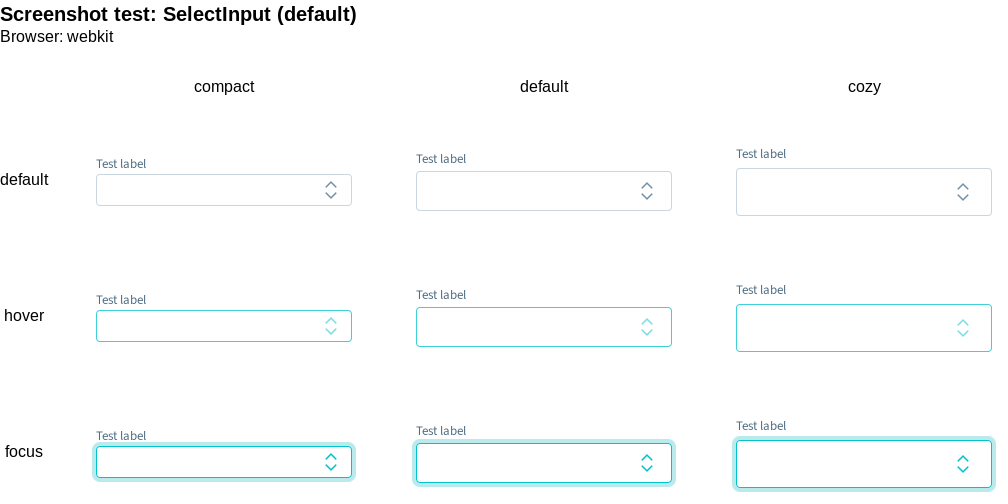 Screenshot test: SelectInput (default)
Browser: webkit
compact default cozy
default Test label Test label Test label
hover Test label Test label Test label
focus Test label Test label Test label